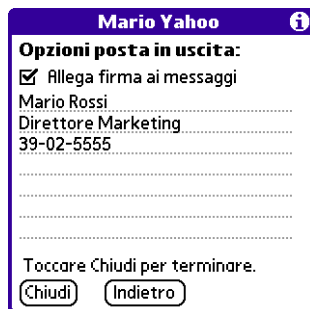 Mario Yahoo
Opzioni posta in uscita:
Allega firma ai messaggi
Mario Rossi
Direttore Marketing
39-02-5555
Toccare Chiudi per terminare.
Chiudi Indietro